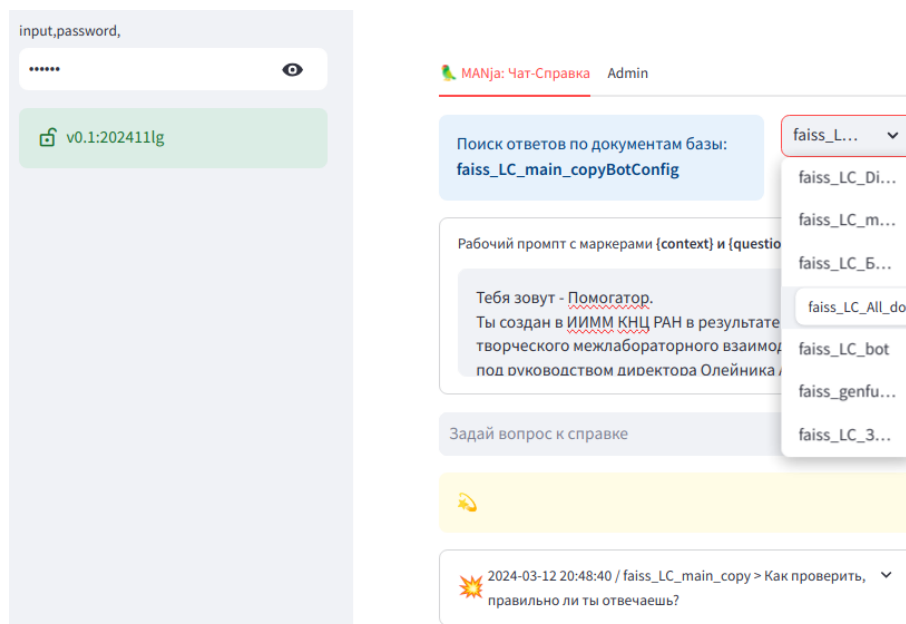 input,password,
••••••
v0.1:202411lg
MANja: Чат-Справка Admin
Поиск ответов по документам базы:
faiss_LC_main_copyBotConfig
faiss_L...
faiss_LC_Di...
faiss_LC_m...
faiss_LC_Б...
faiss_LC_All_do
faiss_LC_bot
faiss_genfu...
faiss_LC_З...
Рабочий промпт с маркерами {context} и {questio
Тебя зовут - Помогатор.
Ты создан в ИИММ КНЦ РАН в результате
творческого межлабораторного взаимод
под руководством директора Олейника
Задай вопрос к справке
2024-03-12 20:48:40 / faiss_LC_main_copy > Как проверить,
правильно ли ты отвечаешь?